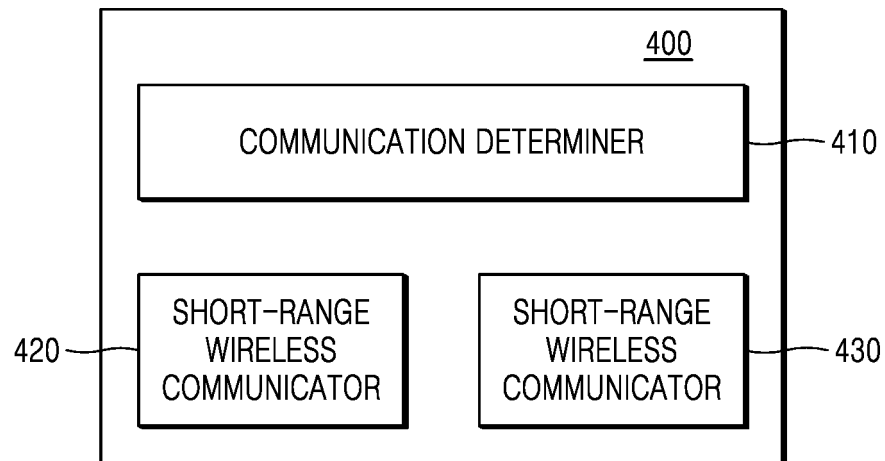 400
COMMUNICATION DETERMINER
410
SHORT-RANGE
WIRELESS
COMMUNICATOR
420
SHORT-RANGE
WIRELESS
COMMUNICATOR
430